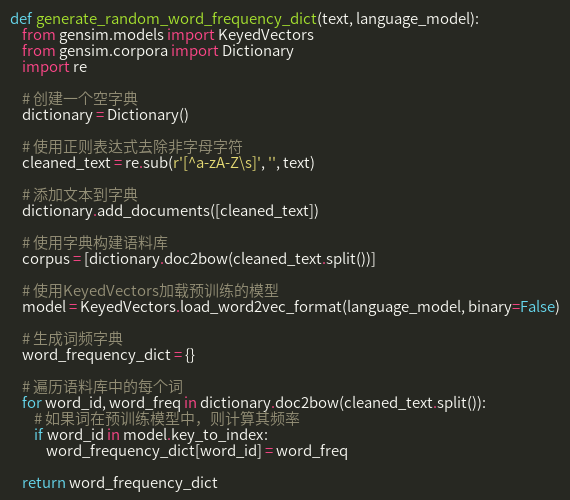 def generate_random_word_frequency_dict(text, language_model):
from gensim.models import KeyedVectors
from gensim.corpora import Dictionary
import re
# 创建一个空字典
dictionary = Dictionary()
# 使用正则表达式去除非字母字符
cleaned_text = re.sub(r'[^a-zA-Z\s]', '', text)
# 添加文本到字典
dictionary.add_documents([cleaned_text])
# 使用字典构建语料库
corpus = [dictionary.doc2bow(cleaned_text.split())]
# 使用KeyedVectors加载预训练的模型
model = KeyedVectors.load_word2vec_format(language_model, binary=False)
# 生成词频字典
word_frequency_dict = {}
# 遍历语料库中的每个词
for word_id, word_freq in dictionary.doc2bow(cleaned_text.split()):
# 如果词在预训练模型中，则计算其频率
if word_id in model.key_to_index:
word_frequency_dict[word_id] = word_freq
return word_frequency_dict